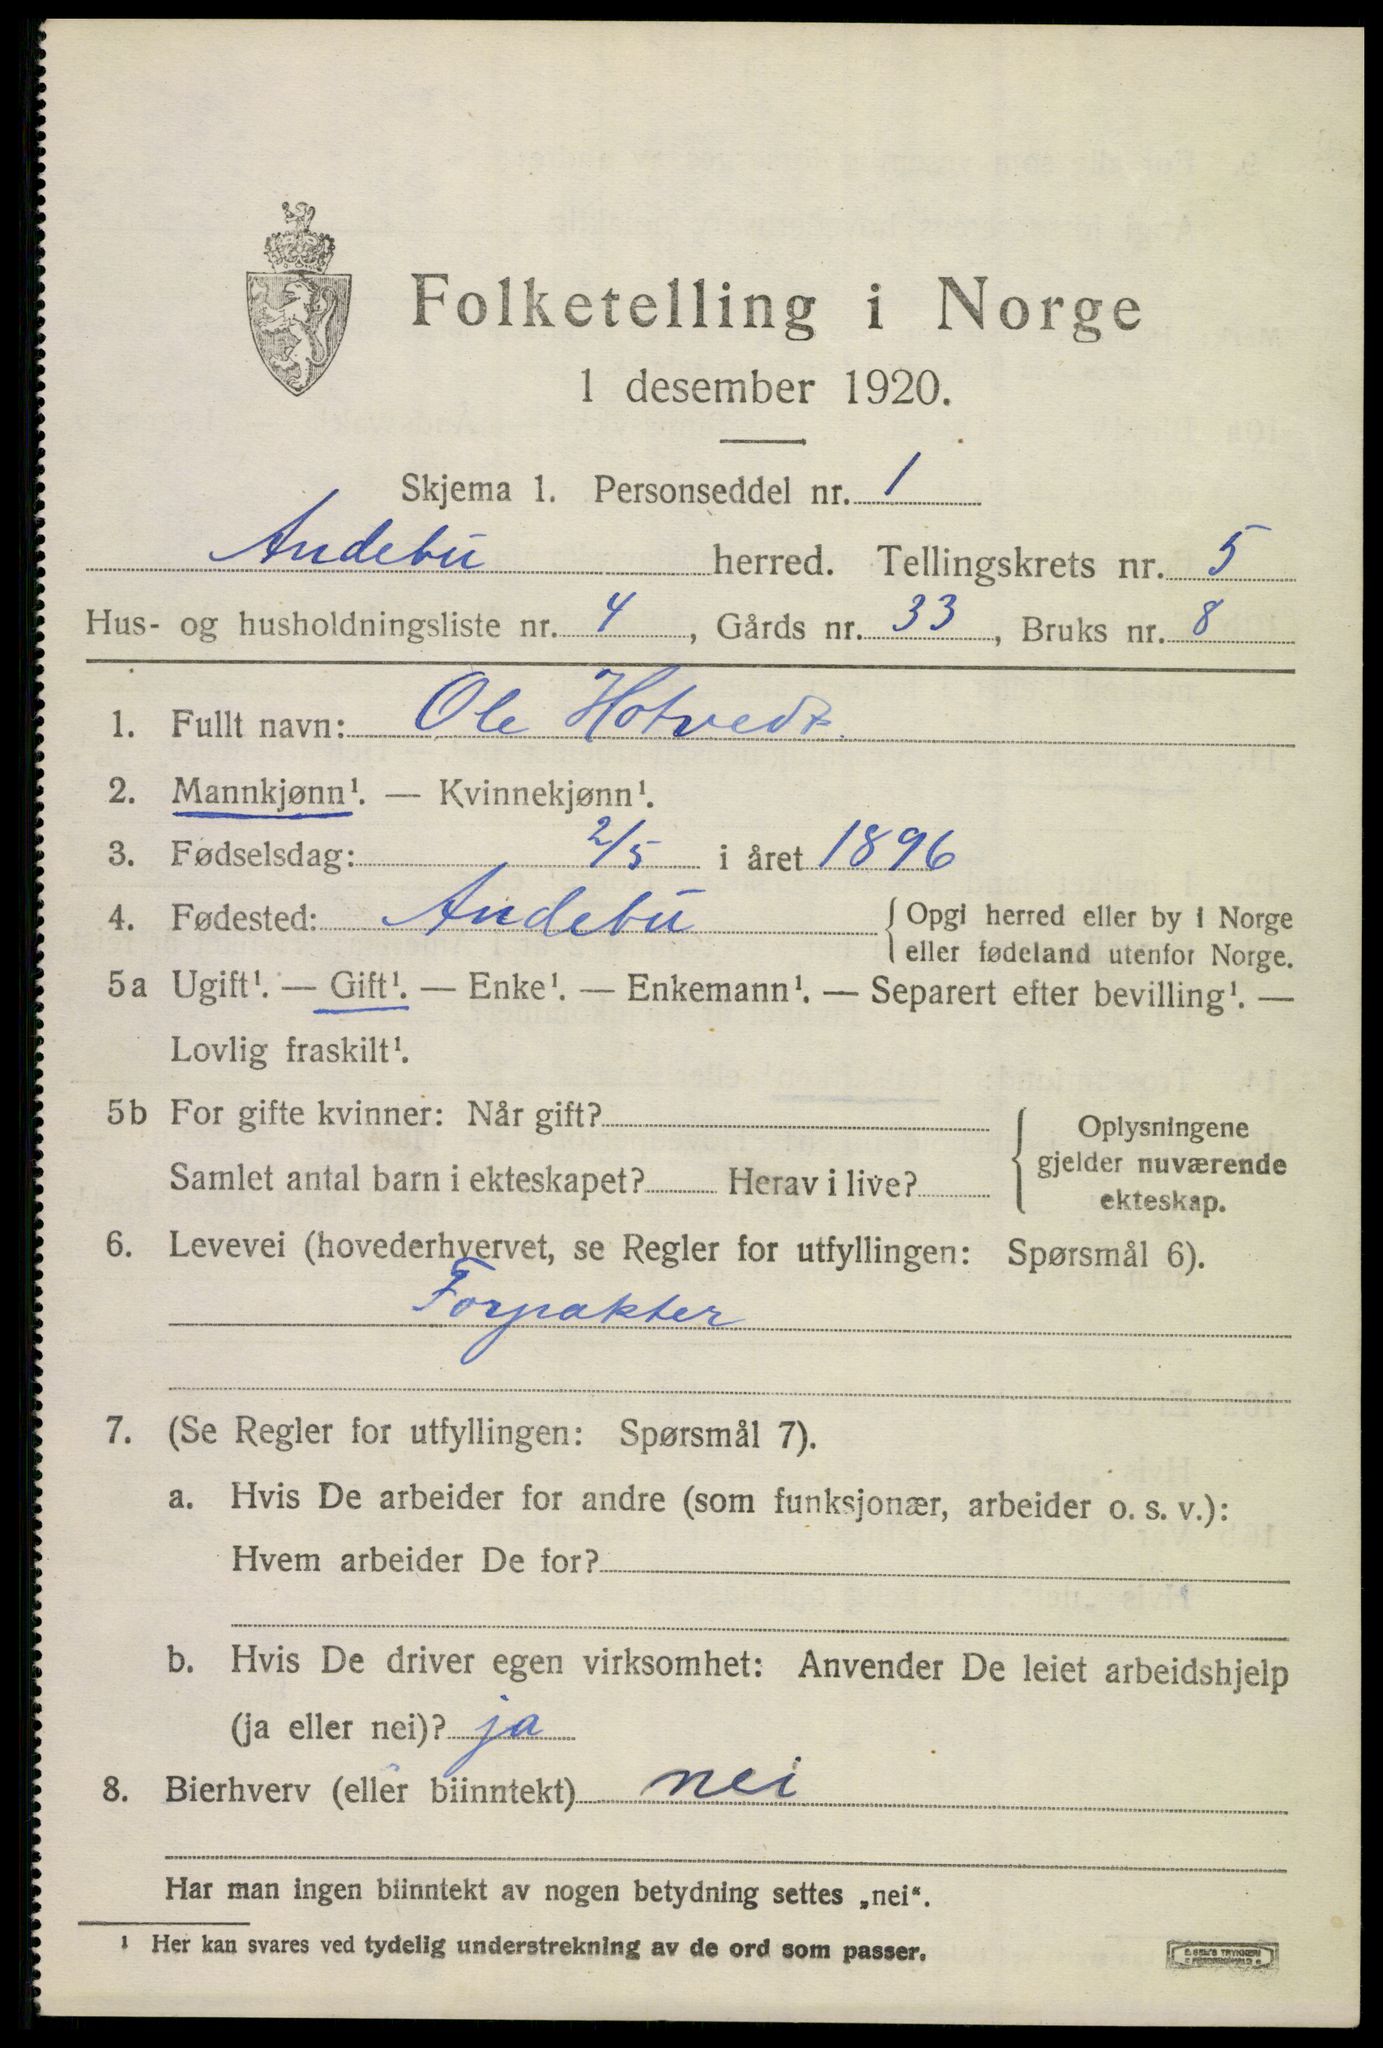 Folketelling i Norge
1 desember 1920.
Skjema 1. Personseddel nr. 1
Andebu herred. Tellingskrets nr. 5
Hus- og husholdningsliste nr. 4, Gårds nr. 33, Bruks nr. 8
1. Fullt navn: Ole Hotvedt.
2. Mannkjønn¹. — Kvinnekjønn¹.
3. Fødselsdag: 2/5 i året 1896
4. Fødested: Andebu {Opgi herred eller by i Norge
eller fødeland utenfor Norge.
5a Ugift¹. — Gift¹. — Enke¹. — Enkemann¹. — Separert efter bevilling¹. —
Lovlig fraskilt¹.
5b For gifte kvinner: Når gift?
Samlet antal barn i ekteskapet? Herav i live?
Oplysningene
gjelder nuværende
ekteskap.
6. Levevei (hovederhvervet, se Regler for utfyllingen: Spørsmål 6).
Forpakter
7. (Se Regler for utfyllingen: Spørsmål 7).
a. Hvis De arbeider for andre (som funksjonær, arbeider o. s. v.):
Hvem arbeider De for?
b. Hvis De driver egen virksomhet: Anvender De leiet arbeidshjelp
(ja eller nei)? ja
8. Bierhverv (eller biinntekt) nei
Har man ingen biinntekt av nogen betydning settes „nei“.
¹ Her kan svares ved tydelig understrekning av de ord som passer.